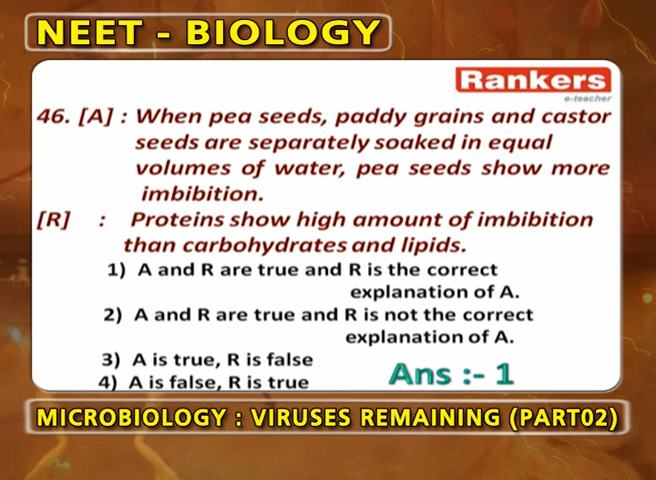 NEET - BIOLOGY
Rankers
e-teacher
46. [A] : When pea seeds, paddy grains and castor
seeds are separately soaked in equal
volumes of water, pea seeds show more
imbibition.
[R] : Proteins show high amount of imbibition
than carbohydrates and lipids.
1) A and R are true and R is the correct
explanation of A.
2) A and R are true and R is not the correct
explanation of A.
3) A is true, R is false
4) A is false, R is true
Ans :- 1
MICROBIOLOGY : VIRUSES REMAINING (PART02)